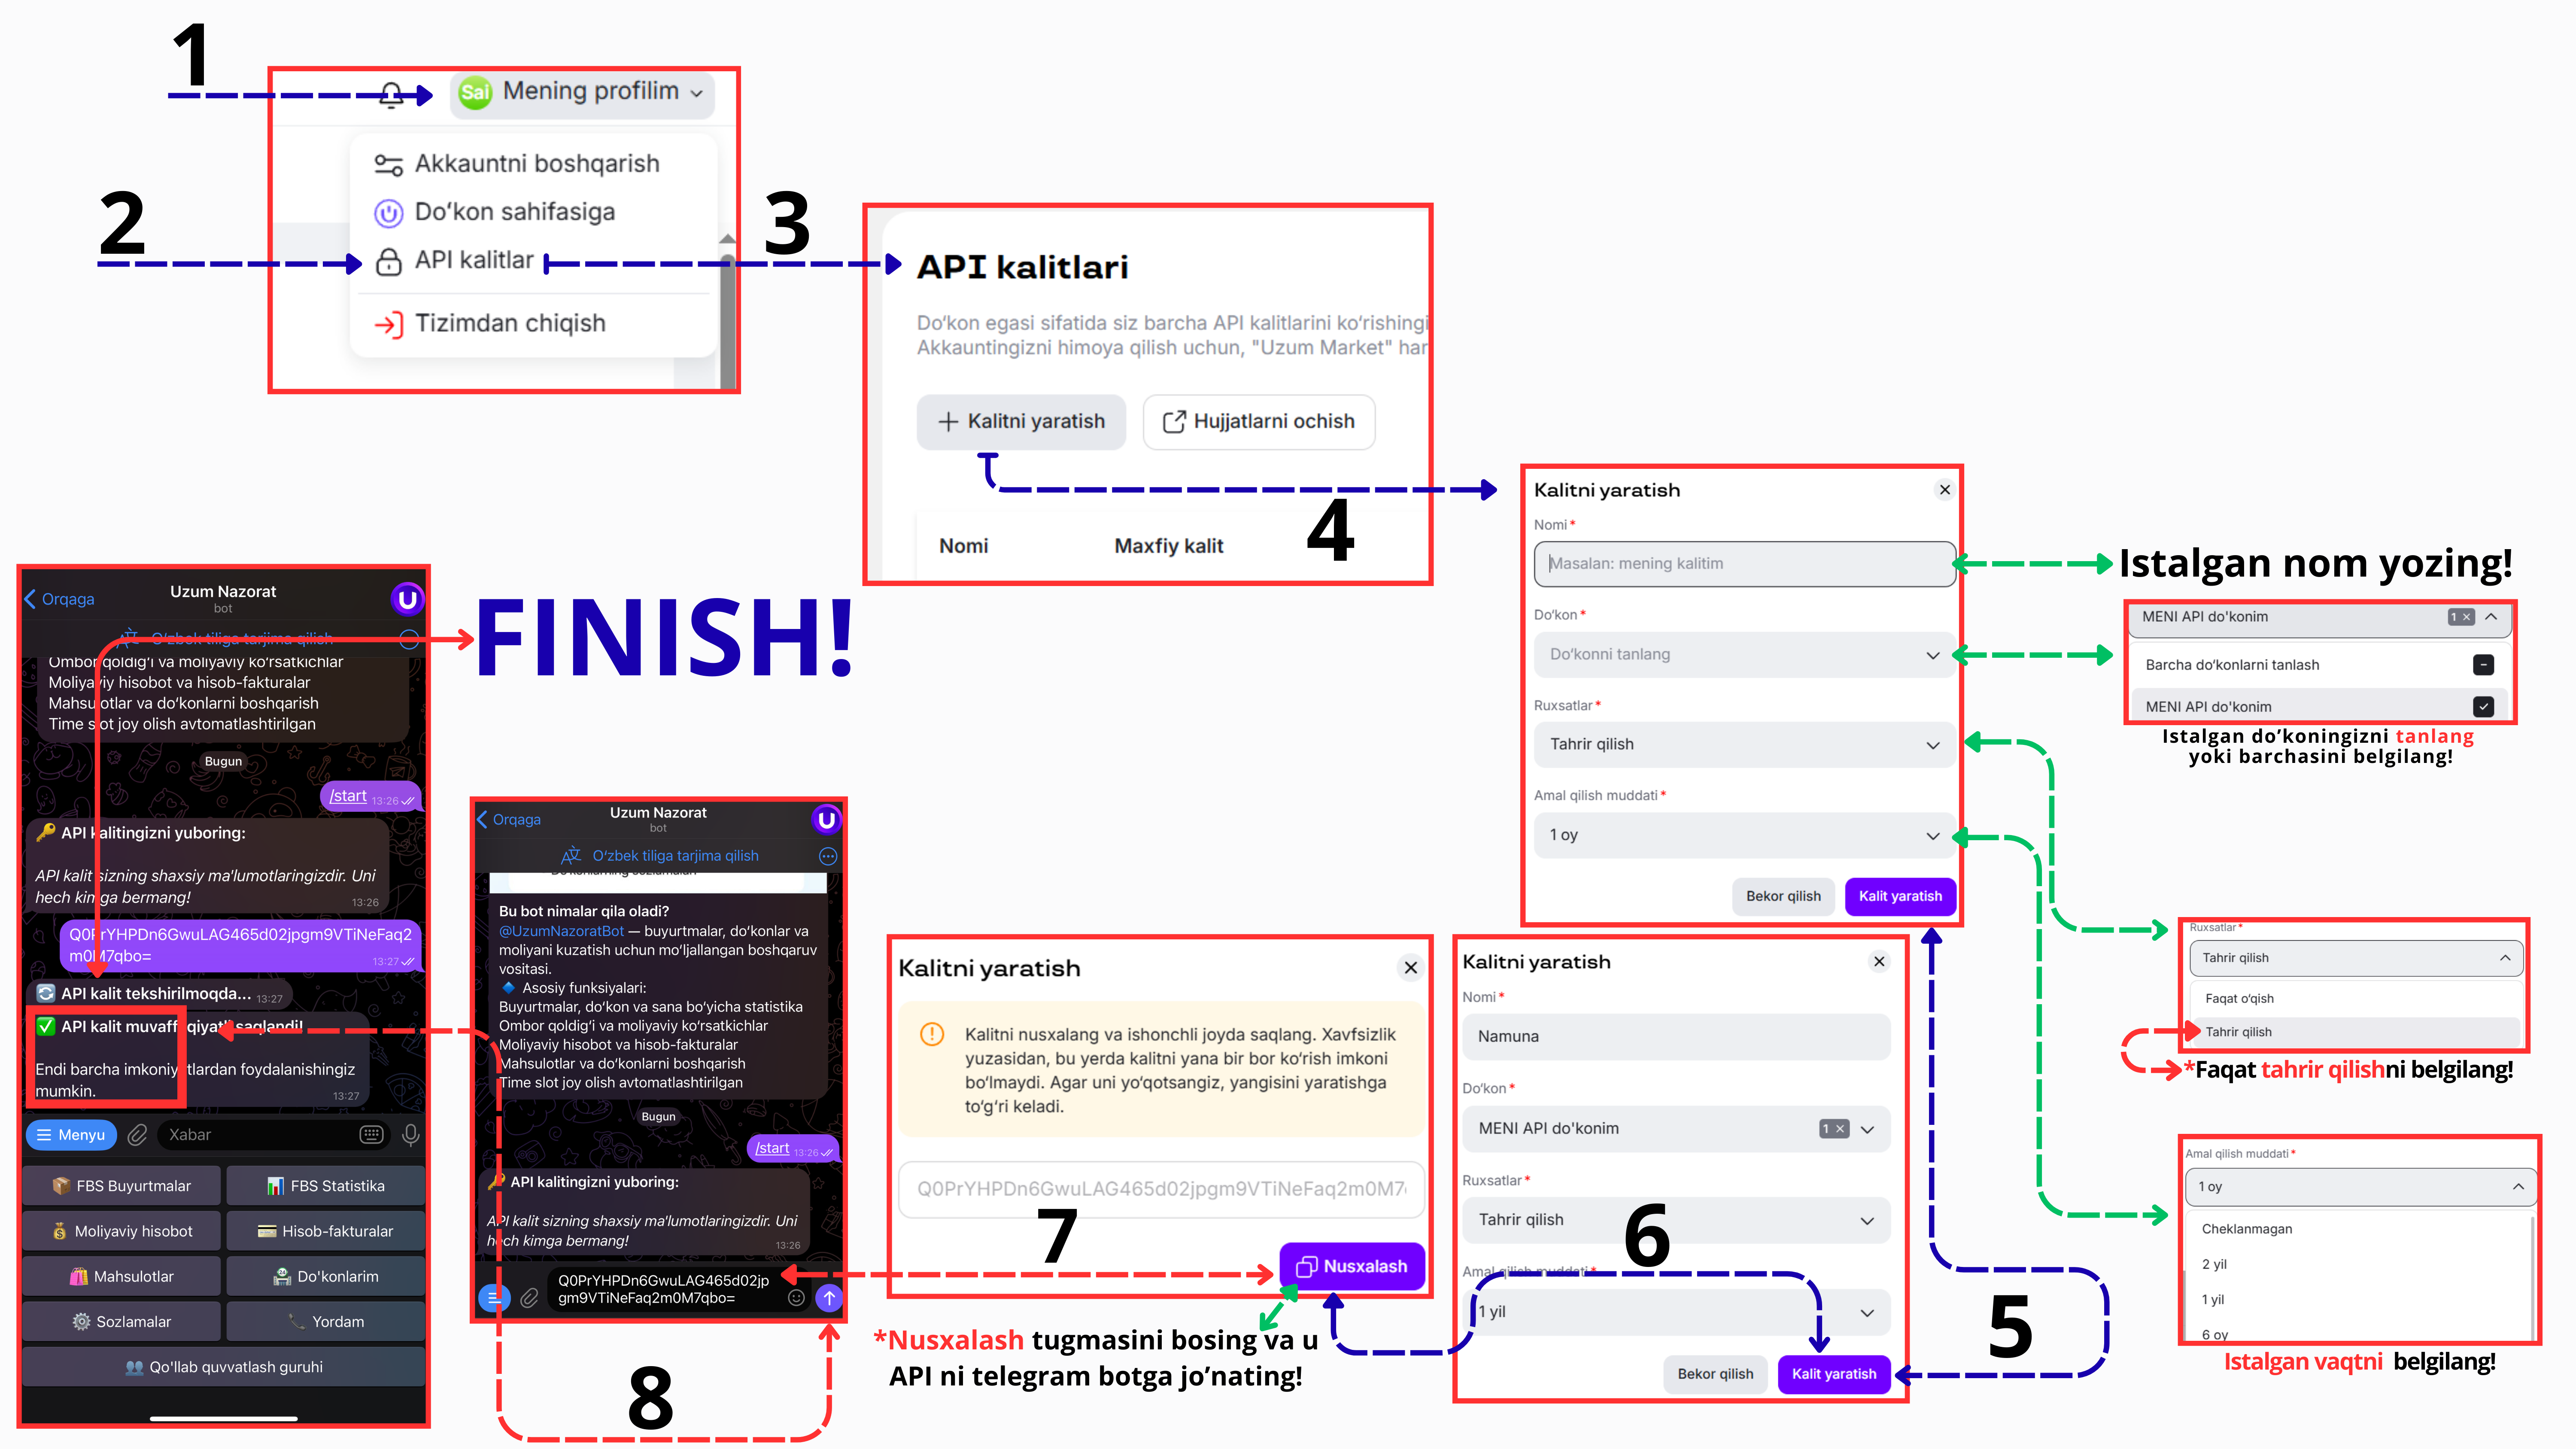 1
Sai Mening profilim
2
Akkauntni boshqarish
Do‘kon sahifasiga
API kalitlar
Tizimdan chiqish
3
API kalitlari
Do‘kon egasi sifatida siz barcha API kalitlarini ko‘rishingi
Akkauntingizni himoya qilish uchun, "Uzum Market" har
Kalitni yaratish
Hujjatlarni ochish
Nomi
Maxfiy kalit
4
Kalitni yaratish
Nomi*
Masalan: mening kalitim
Do‘kon*
Do‘konni tanlang
Ruxsatlar*
Tahrir qilish
Amal qilish muddati*
1 oy
Bekor qilish
Kalit yaratish
Istalgan nom yozing!
MENI API do'konim
1 ×
Barcha do‘konlarni tanlash
MENI API do'konim
Istalgan do’koningizni tanlang
yoki barchasini belgilang!
Ruxsatlar*
Tahrir qilish
Faqat o‘qish
Tahrir qilish
*Faqat tahrir qilishni belgilang!
Amal qilish muddati*
1 oy
Cheklanmagan
2 yil
1 yil
6 oy
Istalgan vaqtni belgilang!
5
Kalitni yaratish
Nomi*
Namuna
Do‘kon*
MENI API do'konim
1 ×
Ruxsatlar*
Tahrir qilish
6
Amal qilish muddati*
1 yil
Bekor qilish
Kalit yaratish
Kalitni yaratish
Kalitni nusxalang va ishonchli joyda saqlang. Xavfsizlik
yuzasidan, bu yerda kalitni yana bir bor ko‘rish imkoni
bo‘lmaydi. Agar uni yo‘qotsangiz, yangisini yaratishga
to‘g‘ri keladi.
Q0PrYHPDn6GwuLAG465d02jpgm9VTiNeFaq2m0M7
7
Nusxalash
*Nusxalash tugmasini bosing va u
API ni telegram botga jo’nating!
Orqaga
Uzum Nazorat
bot
O‘zbek tiliga tarjima qilish
Bu bot nimalar qila oladi?
@UzumNazoratBot — buyurtmalar, do‘konlar va
moliyani kuzatish uchun mo‘ljallangan boshqaruv
vositasi.
🔹 Asosiy funksiyalari:
Buyurtmalar, do‘kon va sana bo‘yicha statistika
Ombor qoldig‘i va moliyaviy ko‘rsatkichlar
Moliyaviy hisobot va hisob-fakturalar
Mahsulotlar va do‘konlarni boshqarish
Time slot joy olish avtomatlashtirilgan
Bugun
/start 13:26
🔑 API kalitingizni yuboring:
API kalit sizning shaxsiy ma'lumotlaringizdir. Uni
hech kimga bermang!
13:26
Q0PrYHPDn6GwuLAG465d02jp
gm9VTiNeFaq2m0M7qbo=
8
Orqaga
Uzum Nazorat
bot
O‘zbek tiliga tarjima qilish
Ombor qoldig‘i va moliyaviy ko‘rsatkichlar
Moliyaviy hisobot va hisob-fakturalar
Mahsulotlar va do‘konlarni boshqarish
Time slot joy olish avtomatlashtirilgan
Bugun
/start 13:26
🔑 API kalitingizni yuboring:
API kalit sizning shaxsiy ma'lumotlaringizdir. Uni
hech kimga bermang!
13:26
Q0PrYHPDn6GwuLAG465d02jpgm9VTiNeFaq2
m0M7qbo=
13:27
🔄 API kalit tekshirilmoqda... 13:27
✅ API kalit muvaffaqiyatli saqlandi!
Endi barcha imkoniyatlardan foydalanishingiz
mumkin.
13:27
Menyu
Xabar
📦 FBS Buyurtmalar
📊 FBS Statistika
💰 Moliyaviy hisobot
💳 Hisob-fakturalar
🛍 Mahsulotlar
🏪 Do'konlarim
⚙️ Sozlamalar
📞 Yordam
👥 Qo'llab quvvatlash guruhi
FINISH!